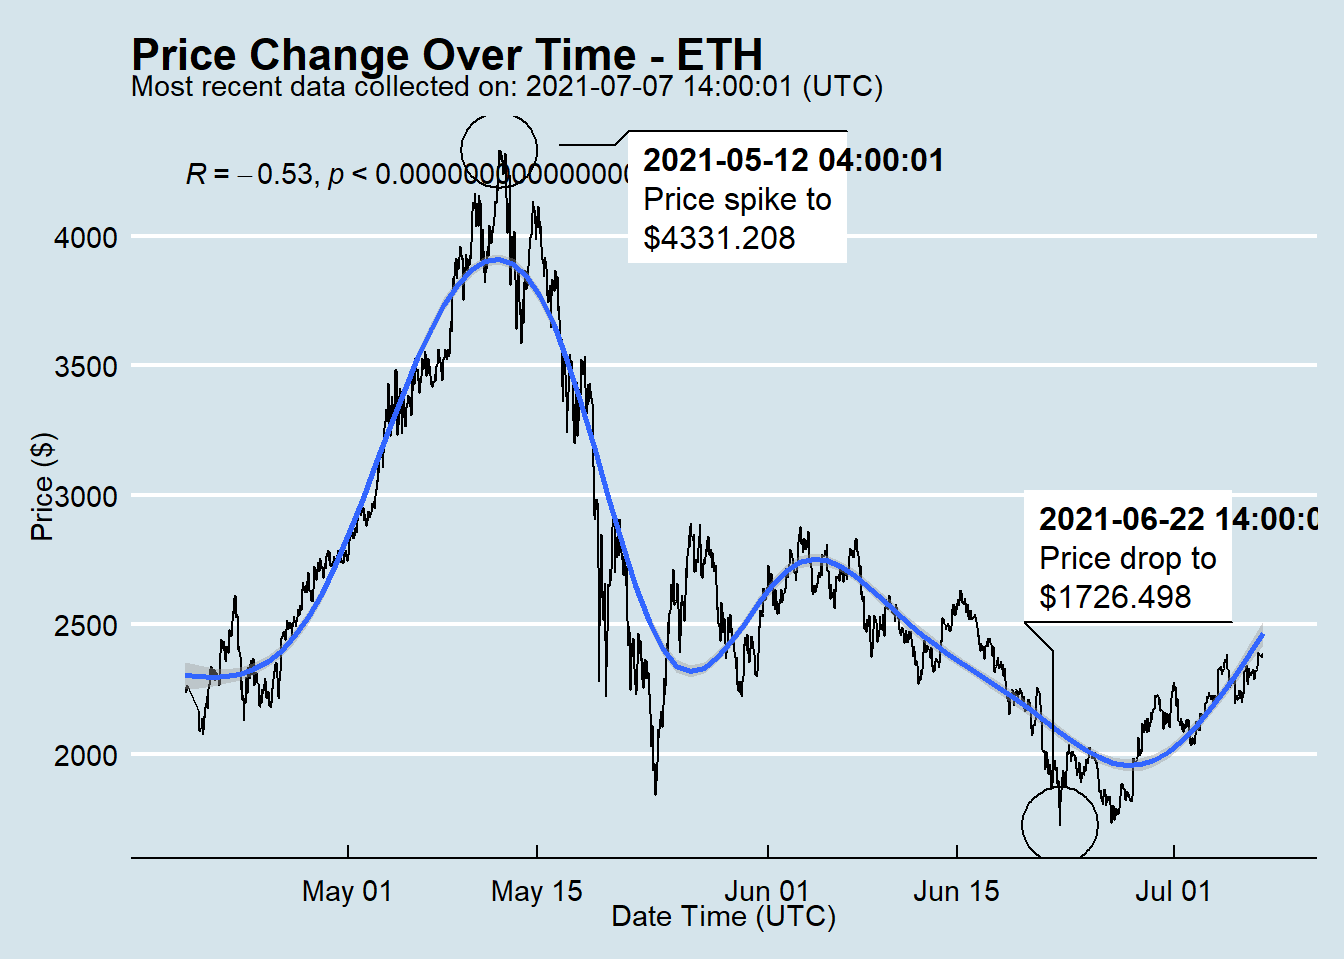 Price Change Over Time - ETH
Most recent data collected on: 2021-07-07 14:00:01 (UTC)
R = −0.53, p < 0.000000000000000
2021-05-12 04:00:01
Price spike to
$4331.208
4000
3500
3000
2500
2000
Price ($)
2021-06-22 14:00:0
Price drop to
$1726.498
May 01
May 15
Jun 01
Jun 15
Jul 01
Date Time (UTC)